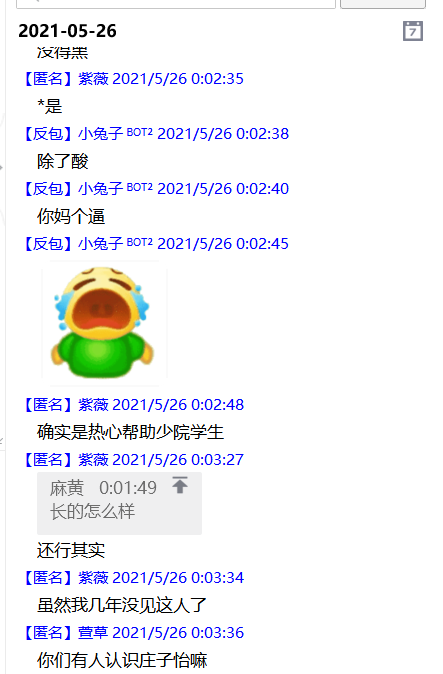 2021-05-26
没得黑
【匿名】紫薇 2021/5/26 0:02:35
*是
【反包】小兔子 BOT2 2021/5/26 0:02:38
除了酸
【反包】小兔子 BOT2 2021/5/26 0:02:40
你妈个逼
【反包】小兔子 BOT2 2021/5/26 0:02:45
【匿名】紫薇 2021/5/26 0:02:48
确实是热心帮助少院学生
【匿名】紫薇 2021/5/26 0:03:27
麻黄 0:01:49
长的怎么样
还行其实
【匿名】紫薇 2021/5/26 0:03:34
虽然我几年没见这人了
【匿名】萱草 2021/5/26 0:03:36
你们有人认识庄子怡嘛